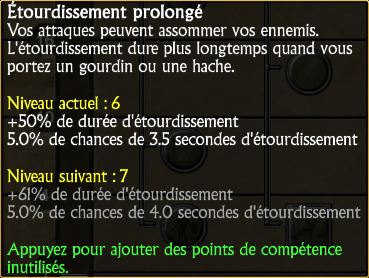 Étourdissement prolongé
Vos attaques peuvent assommer vos ennemis.
L'étourdissement dure plus longtemps quand vous
portez un gourdin ou une hache.
Niveau actuel : 6
+50% de durée d'étourdissement
5.0% de chances de 3.5 secondes d'étourdissement
Niveau suivant : 7
+61% de durée d'étourdissement
5.0% de chances de 4.0 secondes d'étourdissement
Appuyez pour ajouter des points de compétence
inutilisés.